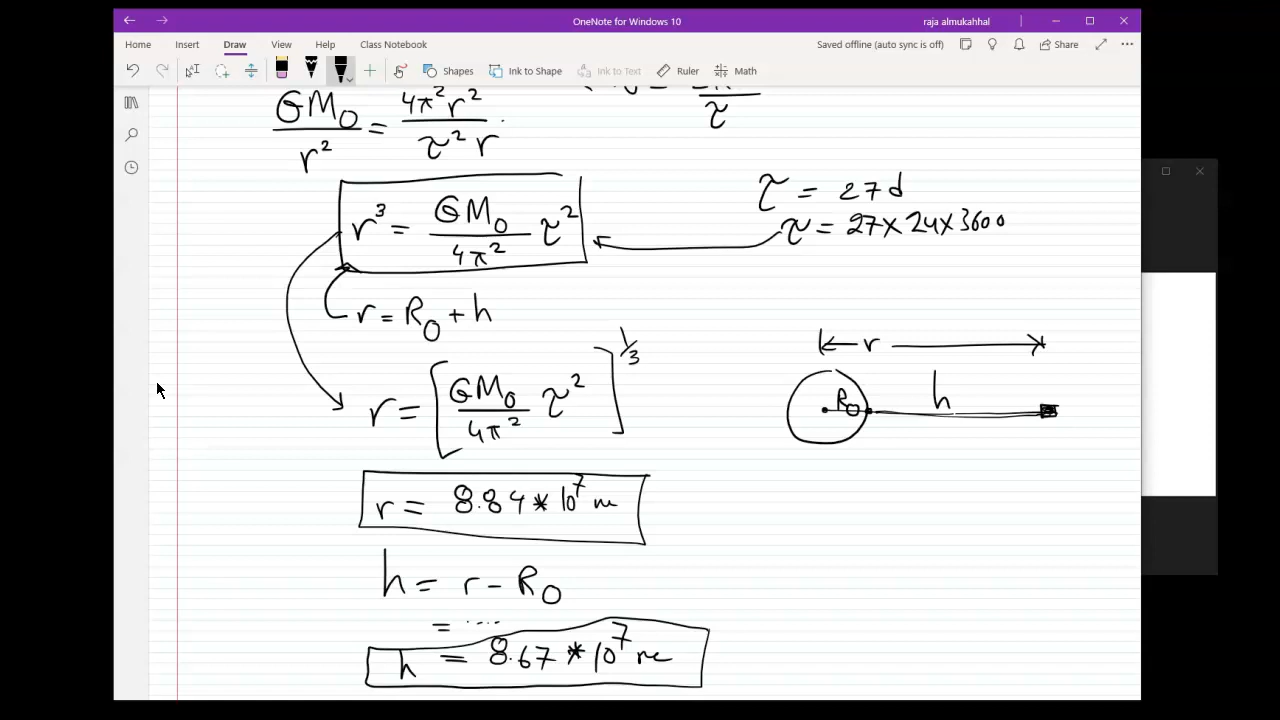 OneNote for Windows 10
raja almukahhal
Home Insert Draw View Help Class Notebook
Saved offline (auto sync is off)
Share
Shapes
Ink to Shape
Ink to Text
Ruler
Math
GM₀/r² = 4π²r²/τ²r
τ
r³ = GM₀/4π² τ²
τ = 27d
τ = 27×24×3600
r = R₀ + h
r = [GM₀/4π² τ²]^1/3
r
R₀ h
r = 8.84*10⁷ m
h = r - R₀
= ....
h = 8.67*10⁷ m